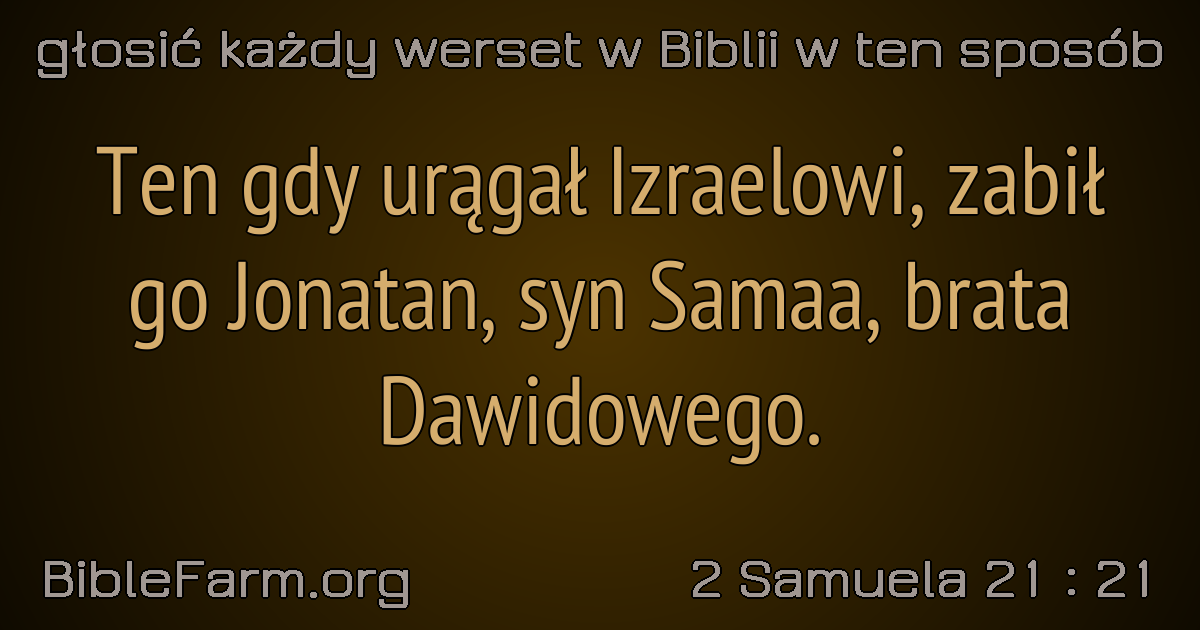 głosić każdy werset w Biblii w ten sposób
Ten gdy urągał Izraelowi, zabił
go Jonatan, syn Samaa, brata
Dawidowego.
BibleFarm.org
2 Samuela 21 : 21